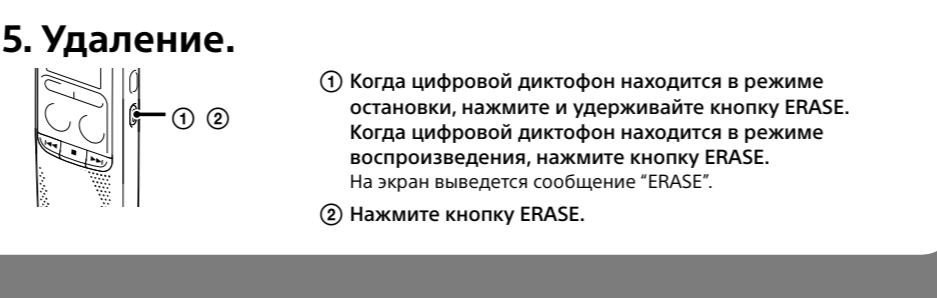 5. Удаление.
① ②
① Когда цифровой диктофон находится в режиме
остановки, нажмите и удерживайте кнопку ERASE.
Когда цифровой диктофон находится в режиме
воспроизведения, нажмите кнопку ERASE.
На экран выведется сообщение “ERASE”.
② Нажмите кнопку ERASE.